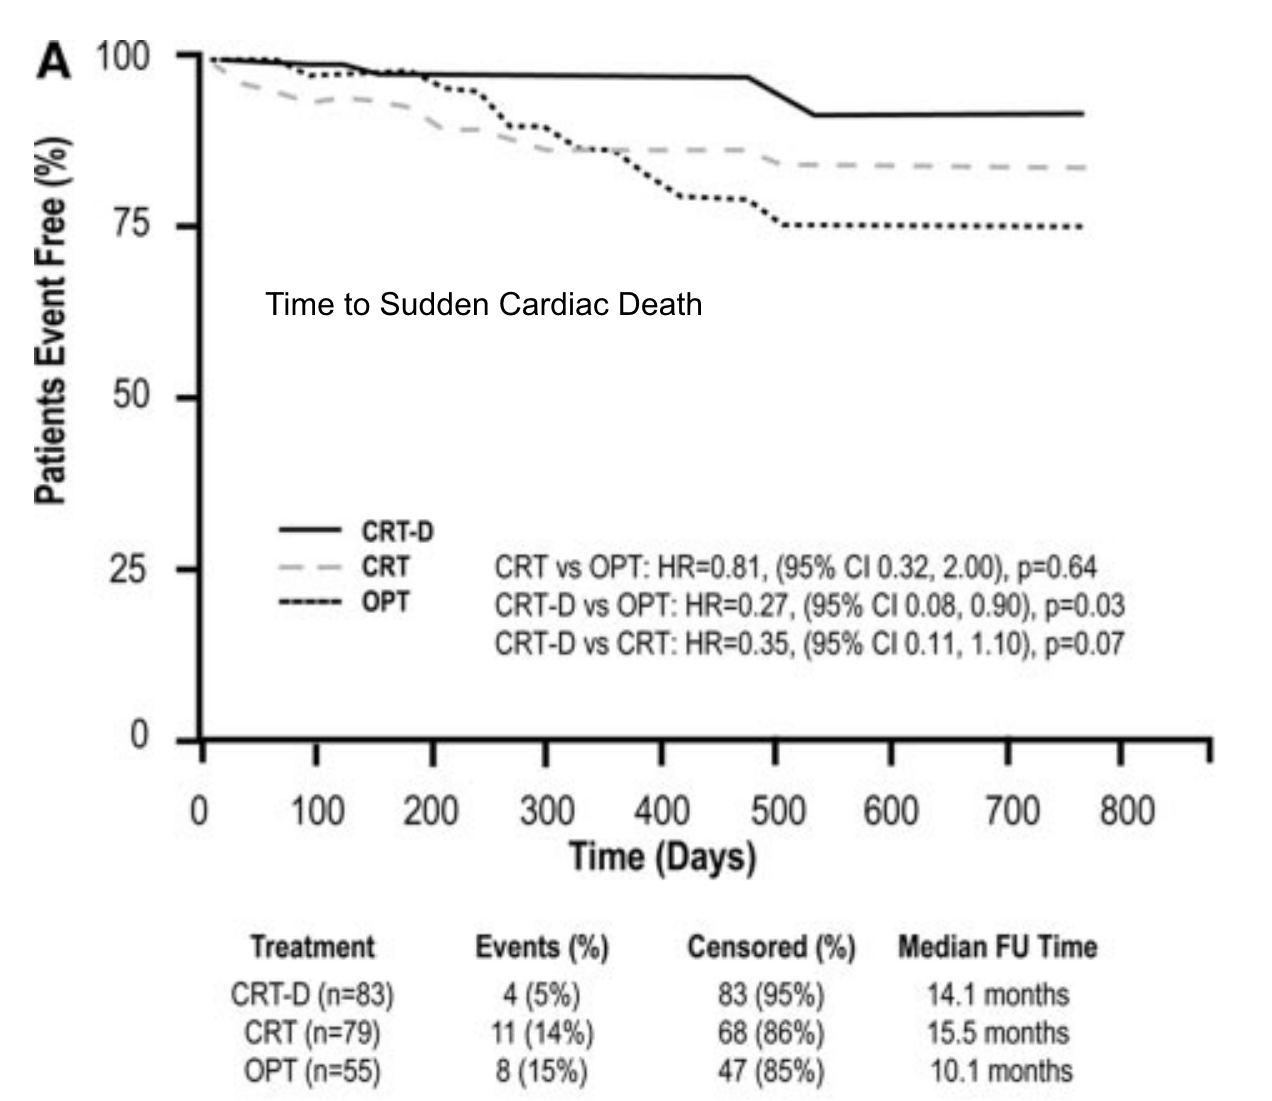 A
100
75
50
25
0
Patients Event Free (%)
Time to Sudden Cardiac Death
CRT-D
CRT
OPT
CRT vs OPT: HR=0.81, (95% CI 0.32, 2.00), p=0.64
CRT-D vs OPT: HR=0.27, (95% CI 0.08, 0.90), p=0.03
CRT-D vs CRT: HR=0.35, (95% CI 0.11, 1.10), p=0.07
0 100 200 300 400 500 600 700 800
Time (Days)
Treatment Events (%) Censored (%) Median FU Time
CRT-D (n=83) 4 (5%) 83 (95%) 14.1 months
CRT (n=79) 11 (14%) 68 (86%) 15.5 months
OPT (n=55) 8 (15%) 47 (85%) 10.1 months